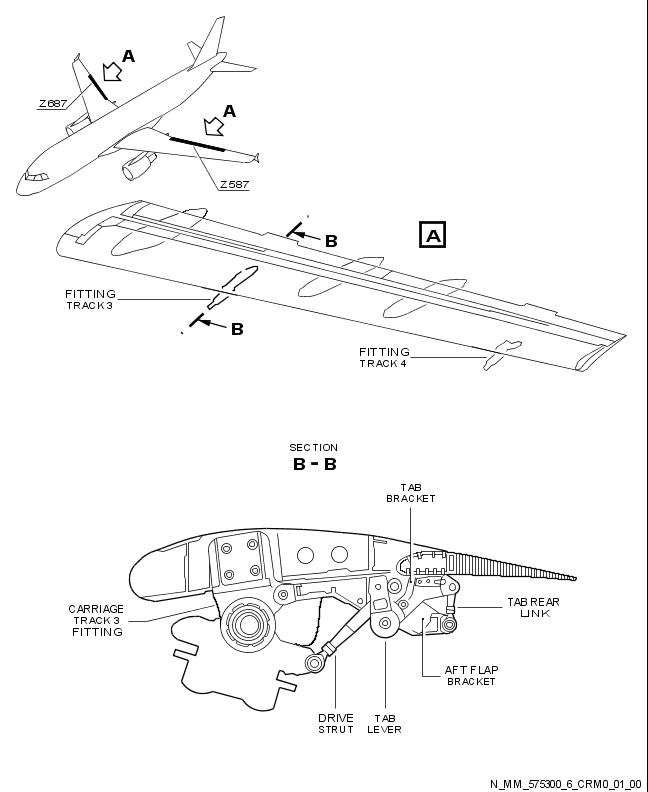 A
Z687
A
Z587
B
A
FITTING
TRACK 3
B
FITTING
TRACK 4
SECTION
B - B
TAB
BRACKET
CARRIAGE
TRACK 3
FITTING
TAB REAR
LINK
AFT FLAP
BRACKET
DRIVE
STRUT
TAB
LEVER
N_MM_575300_6_CRM0_01_00